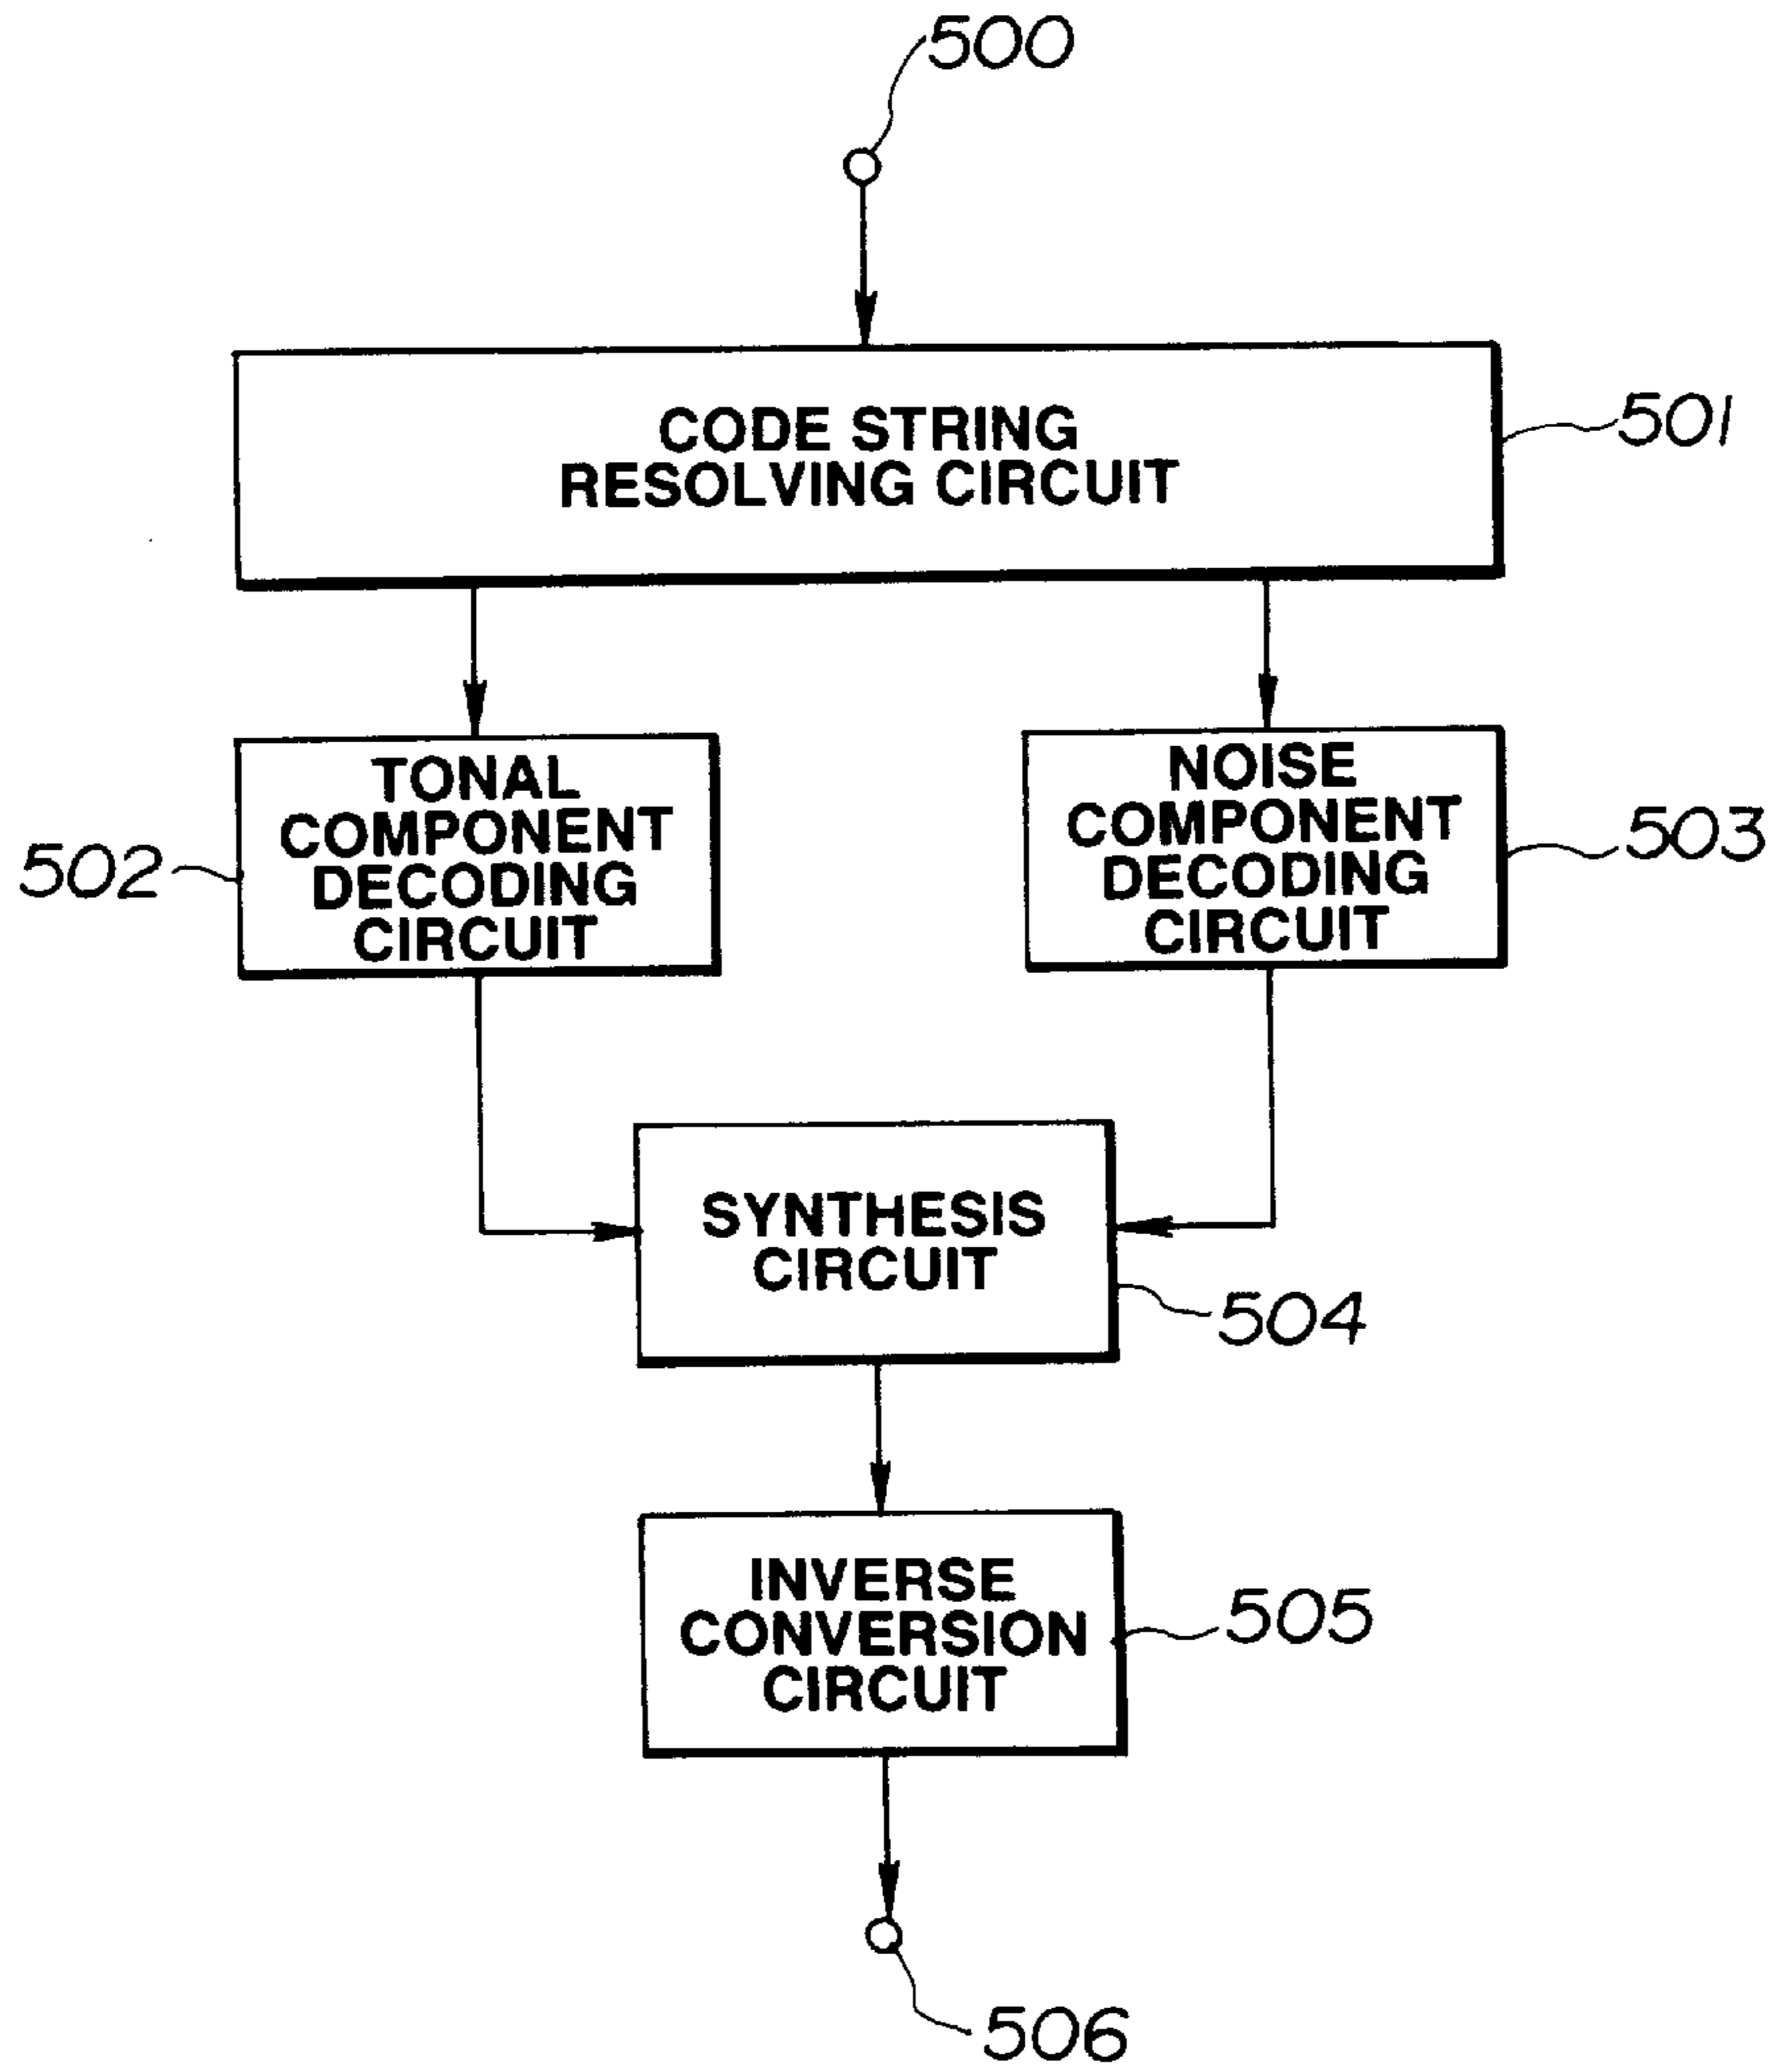 500
CODE STRING
RESOLVING CIRCUIT
501
TONAL
COMPONENT
DECODING
CIRCUIT
502
NOISE
COMPONENT
DECODING
CIRCUIT
503
SYNTHESIS
CIRCUIT
504
INVERSE
CONVERSION
CIRCUIT
505
506